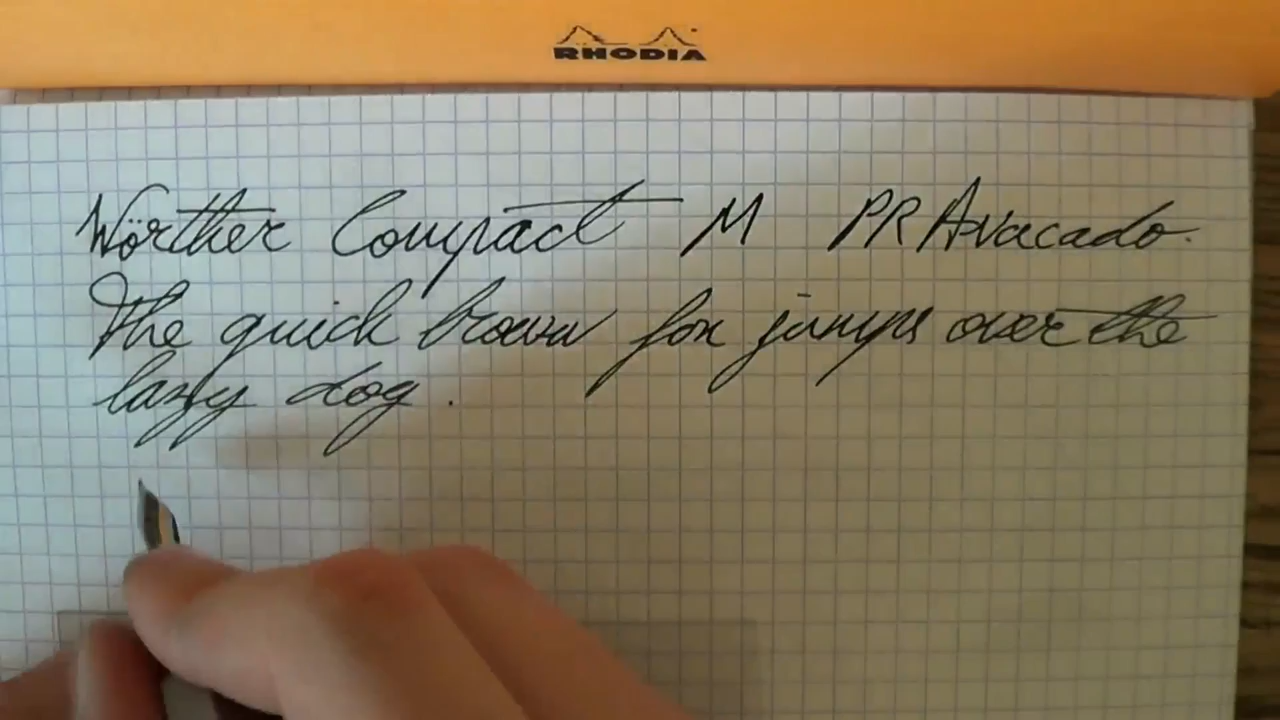 RHODIA
Wörther Compact M PR Avacado.
The quick brown fox jumps over the
lazy dog.